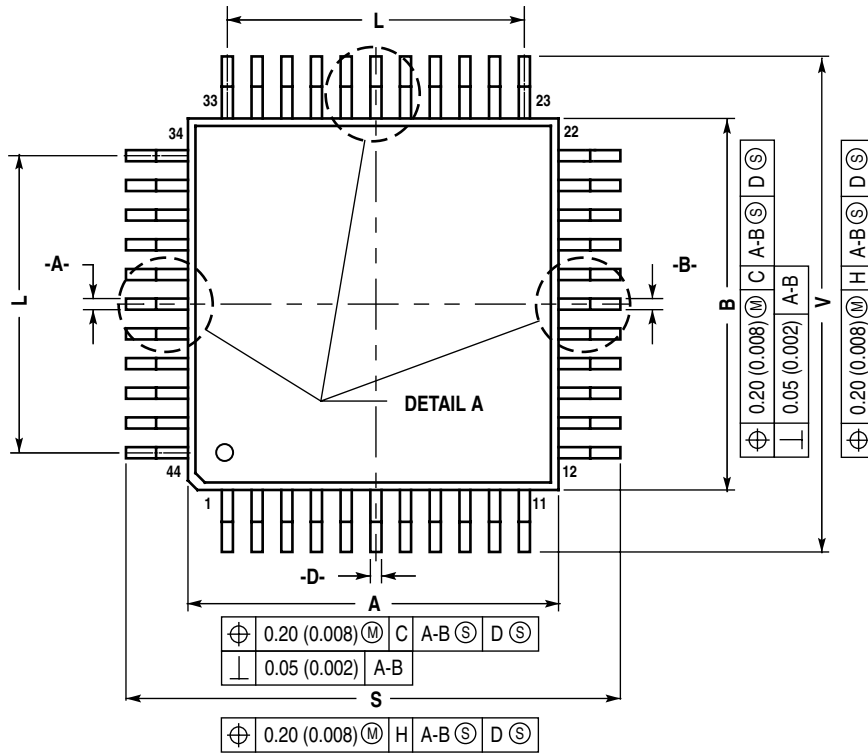 L
33
23
34
22
-A-
-B-
L
B
V
DETAIL A
44
12
1
11
-D-
A
⌖ 0.20 (0.008) Ⓜ C A-B Ⓢ D Ⓢ
⊥ 0.05 (0.002) A-B
S
⌖ 0.20 (0.008) Ⓜ H A-B Ⓢ D Ⓢ
⌖ 0.20 (0.008) Ⓜ C A-B Ⓢ D Ⓢ
⊥ 0.05 (0.002) A-B
⌖ 0.20 (0.008) Ⓜ H A-B Ⓢ D Ⓢ